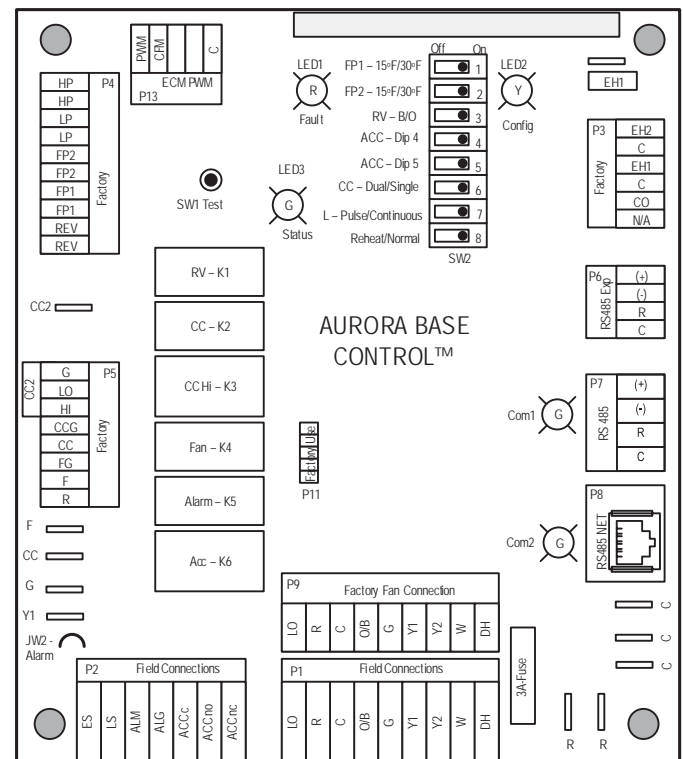 PWM
CFM
C
ECM PWM
P13
P4
HP
HP
LP
LP
FP2
FP2
FP1
FP1
REV
REV
Factory
SW1 Test
LED1
R
Fault
LED3
G
Status
Off On
FP1 – 15ºF/30ºF 1
FP2 – 15ºF/30ºF 2
RV – B/O 3
ACC – Dip 4 4
ACC – Dip 5 5
CC – Dual/Single 6
L – Pulse/Continuous 7
Reheat/Normal 8
SW2
LED2
Y
Config
EH1
P3
Factory
EH2
C
EH1
C
CO
N/A
P6
RS485 Exp
(+)
(-)
R
C
P7
RS 485
(+)
(-)
R
C
Com1
G
P8
RS485 NET
Com2
G
RV – K1
CC – K2
CC Hi – K3
Fan – K4
Alarm – K5
Acc – K6
AURORA BASE
CONTROL™
Factory Use
P11
CC2
CC2
P5
G
LO
HI
CCG
CC
FG
F
R
Factory
F
CC
G
Y1
JW2 -
Alarm
P9
Factory Fan Connection
LO
R
C
O/B
G
Y1
Y2
W
DH
P2
Field Connections
ES
LS
ALM
ALG
ACCc
ACCno
ACCnc
P1
Field Connections
LO
R
C
O/B
G
Y1
Y2
W
DH
3A-Fuse
C
C
C
R
R